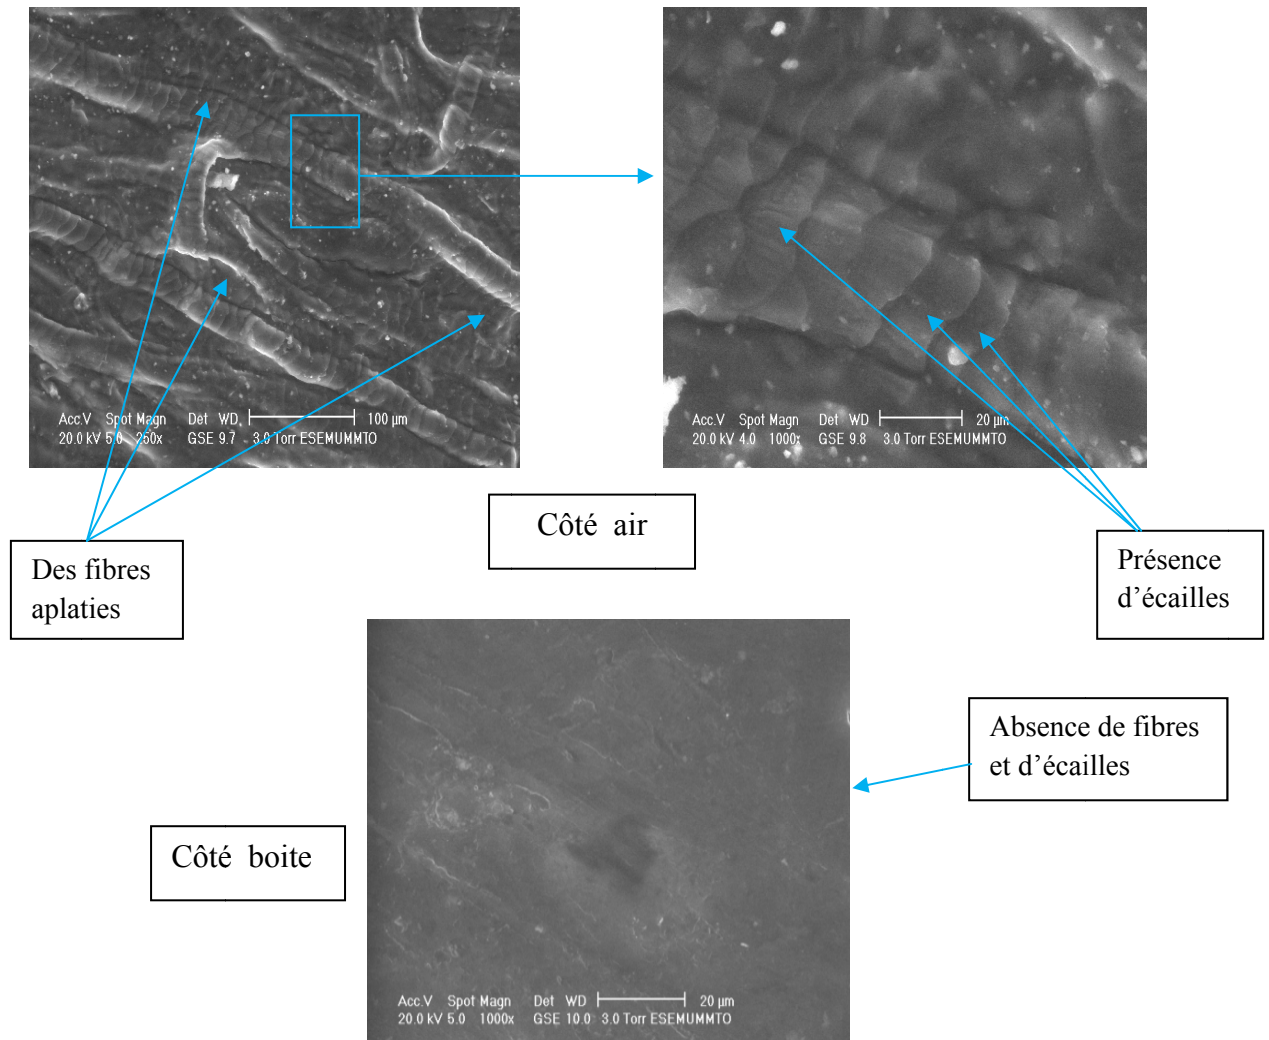 Acc.V Spot Magn Det WD 100 µm
20.0 kV 5.0 250x GSE 9.7 3.0 Torr ESEMUMMTO
Acc.V Spot Magn Det WD 20 µm
20.0 kV 4.0 1000x GSE 9.8 3.0 Torr ESEMUMMTO
Côté air
Des fibres
aplaties
Présence
d’écailles
Absence de fibres
et d’écailles
Côté boite
Acc.V Spot Magn Det WD 20 µm
20.0 kV 5.0 1000x GSE 10.0 3.0 Torr ESEMUMMTO